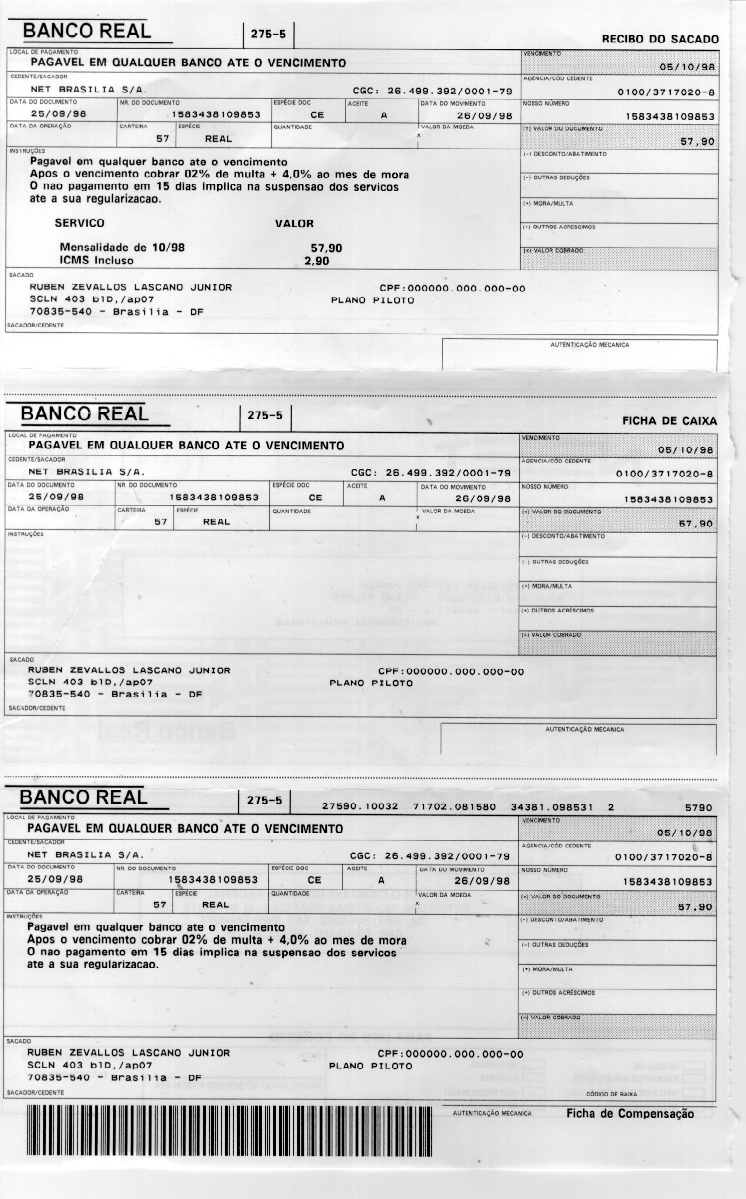 BANCO REAL 275-5 RECIBO DO SACADO
LOCAL DE PAGAMENTO VENCIMENTO
PAGAVEL EM QUALQUER BANCO ATE O VENCIMENTO 05/10/98
CEDENTE/SACADOR AGENCIA/CÓD CEDENTE
NET BRASILIA S/A. CGC: 26.499.392/0001-79 0100/3717020-8
DATA DO DOCUMENTO NR. DO DOCUMENTO ESPÉCIE DOC ACEITE DATA DO MOVIMENTO NOSSO NÚMERO
25/09/98 1583438109853 CE A 26/09/98 1583438109853
DATA DA OPERAÇÃO CARTEIRA ESPÉCIE QUANTIDADE VALOR DA MOEDA (=) VALOR DO DOCUMENTO
57 REAL x 57,90
INSTRUÇÕES (-) DESCONTO/ABATIMENTO
Pagavel em qualquer banco ate o vencimento
Apos o vencimento cobrar 02% de multa + 4,0% ao mes de mora
(-) OUTRAS DEDUÇÕES
O nao pagamento em 15 dias implica na suspensao dos servicos
ate a sua regularizacao.
(+) MORA/MULTA
SERVICO VALOR
(+) OUTROS ACRÉSCIMOS
Mensalidade de 10/98 57,90
(=) VALOR COBRADO
ICMS Incluso 2,90
SACADO
RUBEN ZEVALLOS LASCANO JUNIOR CPF:000000.000.000-00
SCLN 403 blD,/ap07 PLANO PILOTO
70835-540 - Brasilia - DF
SACADOR/CEDENTE
AUTENTICAÇÃO MECANICA
BANCO REAL 275-5 FICHA DE CAIXA
LOCAL DE PAGAMENTO VENCIMENTO
PAGAVEL EM QUALQUER BANCO ATE O VENCIMENTO 05/10/98
CEDENTE/SACADOR AGENCIA/CÓD CEDENTE
NET BRASILIA S/A. CGC: 26.499.392/0001-79 0100/3717020-8
DATA DO DOCUMENTO NR. DO DOCUMENTO ESPÉCIE DOC ACEITE DATA DO MOVIMENTO NOSSO NÚMERO
25/09/98 1583438109853 CE A 26/09/98 1583438109853
DATA DA OPERAÇÃO CARTEIRA ESPÉCIE QUANTIDADE VALOR DA MOEDA (=) VALOR DO DOCUMENTO
57 REAL x 57,90
INSTRUÇÕES (-) DESCONTO/ABATIMENTO
(-) OUTRAS DEDUÇÕES
(+) MORA/MULTA
(+) OUTROS ACRÉSCIMOS
(=) VALOR COBRADO
SACADO
RUBEN ZEVALLOS LASCANO JUNIOR CPF:000000.000.000-00
SCLN 403 blD,/ap07 PLANO PILOTO
70835-540 - Brasilia - DF
SACADOR/CEDENTE
AUTENTICAÇÃO MECANICA
BANCO REAL 275-5 27590.10032 71702.081580 34381.098531 2 5790
LOCAL DE PAGAMENTO VENCIMENTO
PAGAVEL EM QUALQUER BANCO ATE O VENCIMENTO 05/10/98
CEDENTE/SACADOR AGENCIA/CÓD CEDENTE
NET BRASILIA S/A. CGC: 26.499.392/0001-79 0100/3717020-8
DATA DO DOCUMENTO NR. DO DOCUMENTO ESPÉCIE DOC ACEITE DATA DO MOVIMENTO NOSSO NÚMERO
25/09/98 1583438109853 CE A 26/09/98 1583438109853
DATA DA OPERAÇÃO CARTEIRA ESPÉCIE QUANTIDADE VALOR DA MOEDA (=) VALOR DO DOCUMENTO
57 REAL x 57,90
INSTRUÇÕES (-) DESCONTO/ABATIMENTO
Pagavel em qualquer banco ate o vencimento
Apos o vencimento cobrar 02% de multa + 4,0% ao mes de mora
(-) OUTRAS DEDUÇÕES
O nao pagamento em 15 dias implica na suspensao dos servicos
ate a sua regularizacao.
(+) MORA/MULTA
(+) OUTROS ACRÉSCIMOS
(=) VALOR COBRADO
SACADO
RUBEN ZEVALLOS LASCANO JUNIOR CPF:000000.000.000-00
SCLN 403 blD,/ap07 PLANO PILOTO
70835-540 - Brasilia - DF
SACADOR/CEDENTE CÓDIGO DE BAIXA
AUTENTICAÇÃO MECANICA Ficha de Compensação